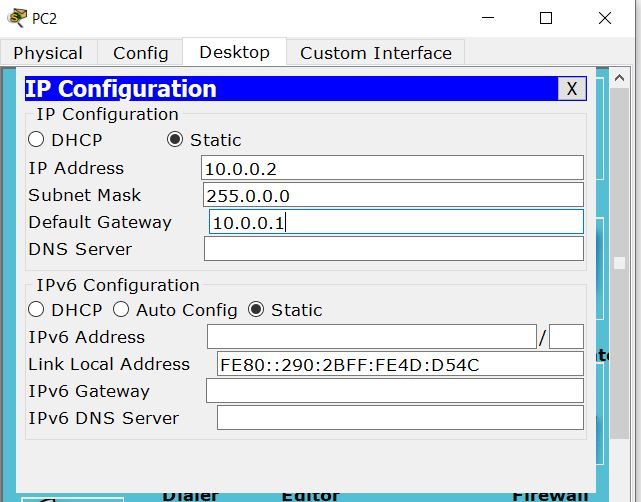 PC2
Physical Config Desktop Custom Interface
IP Configuration X
IP Configuration
DHCP Static
IP Address 10.0.0.2
Subnet Mask 255.0.0.0
Default Gateway 10.0.0.1
DNS Server
IPv6 Configuration
DHCP Auto Config Static
IPv6 Address /
Link Local Address FE80::290:2BFF:FE4D:D54C
IPv6 Gateway
IPv6 DNS Server
Dialer Editor Firewall